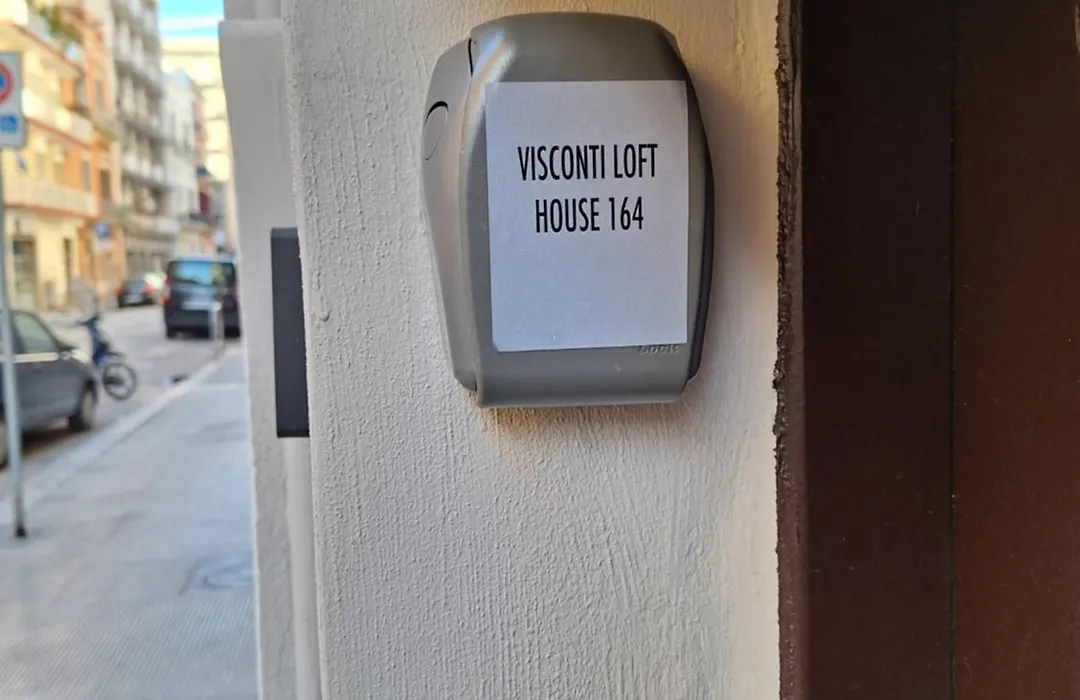 VISCONTI LOFT
HOUSE 164